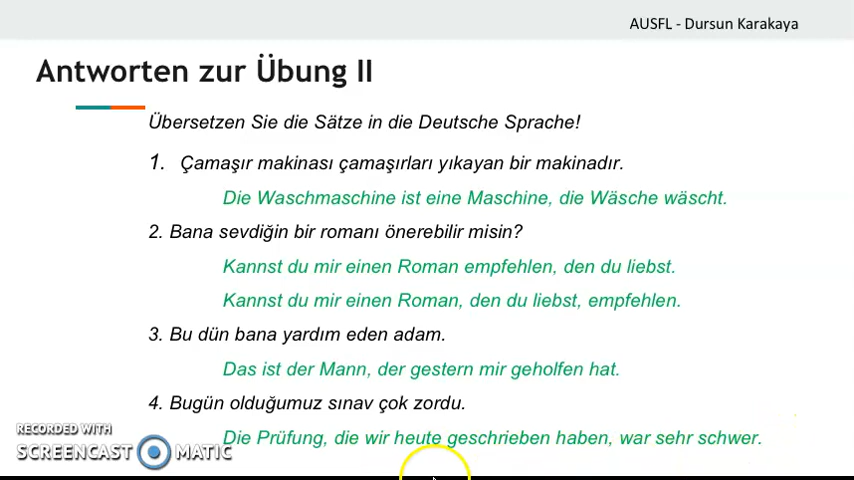 AUSFL - Dursun Karakaya
Antworten zur Übung II
Übersetzen Sie die Sätze in die Deutsche Sprache!
1. Çamaşır makinası çamaşırları yıkayan bir makinadır.
Die Waschmaschine ist eine Maschine, die Wäsche wäscht.
2. Bana sevdiğin bir romanı önerebilir misin?
Kannst du mir einen Roman empfehlen, den du liebst.
Kannst du mir einen Roman, den du liebst, empfehlen.
3. Bu dün bana yardım eden adam.
Das ist der Mann, der gestern mir geholfen hat.
4. Bugün olduğumuz sınav çok zordu.
Die Prüfung, die wir heute geschrieben haben, war sehr schwer.
RECORDED WITH
SCREENCAST MATIC